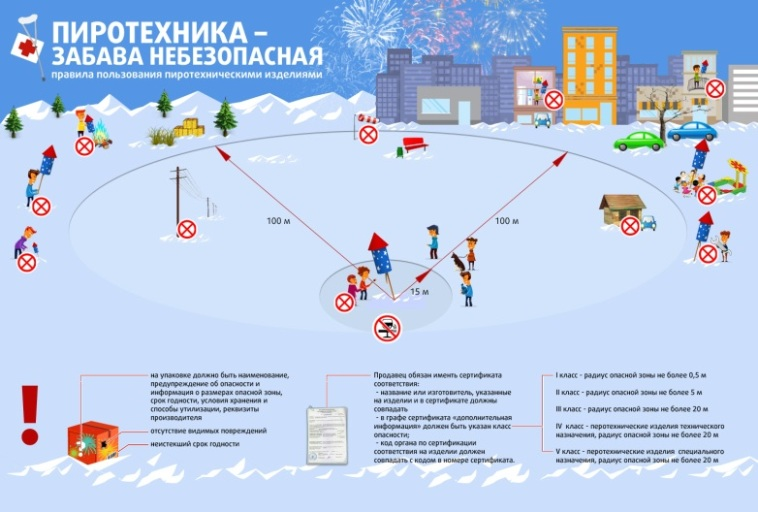 ПИРОТЕХНИКА –
ЗАБАВА НЕБЕЗОПАСНАЯ
правила пользования пиротехническими изделиями
100 м
100 м
15 м
на упаковке должно быть наименование,
предупреждение об опасности и
информация о размерах опасной зоны,
срок годности, условия хранения и
способы утилизации, реквизиты
производителя
отсутствие видимых повреждений
неистекший срок годности
Продавец обязан иметь сертификата
соответствия:
- название или изготовитель, указанные
на изделии и в сертификате должны
совпадать
- в графе сертификата «дополнительная
информация» должен быть указан класс
опасности;
- код органа по сертификации
соответствия на изделии должен
совпадать с кодом в номере сертификата.
I класс - радиус опасной зоны не более 0,5 м
II класс - радиус опасной зоны не более 5 м
III класс - радиус опасной зоны не более 20 м
IV класс - перотехнические изделия технического
назначения, радиус опасной зоны не более 20 м
V класс - перотехнические изделия специального
назначения, радиус опасной зоны не более 20 м